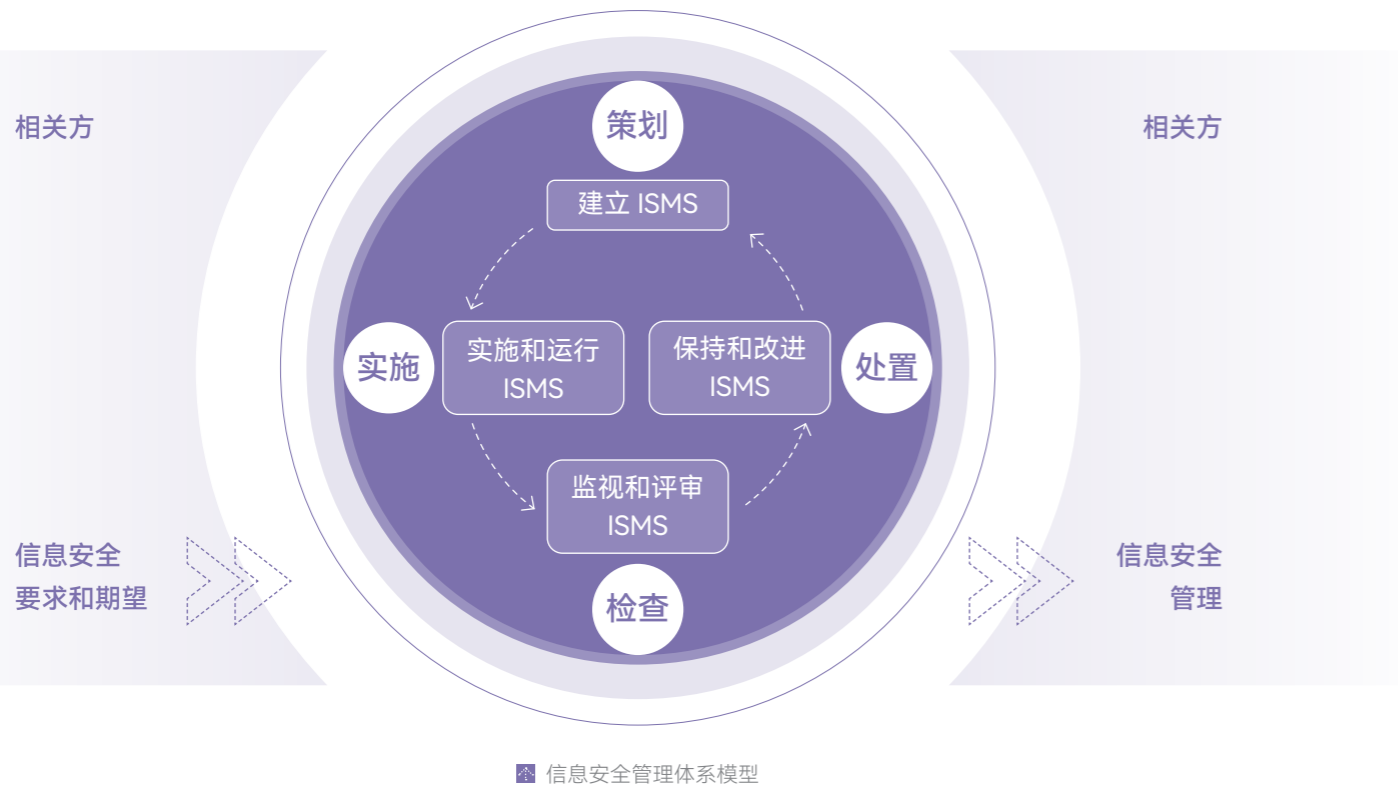 相关方
信息安全
要求和期望
策划
建立 ISMS
实施
实施和运行
ISMS
保持和改进
ISMS
处置
监视和评审
ISMS
检查
相关方
信息安全
管理
信息安全管理体系模型